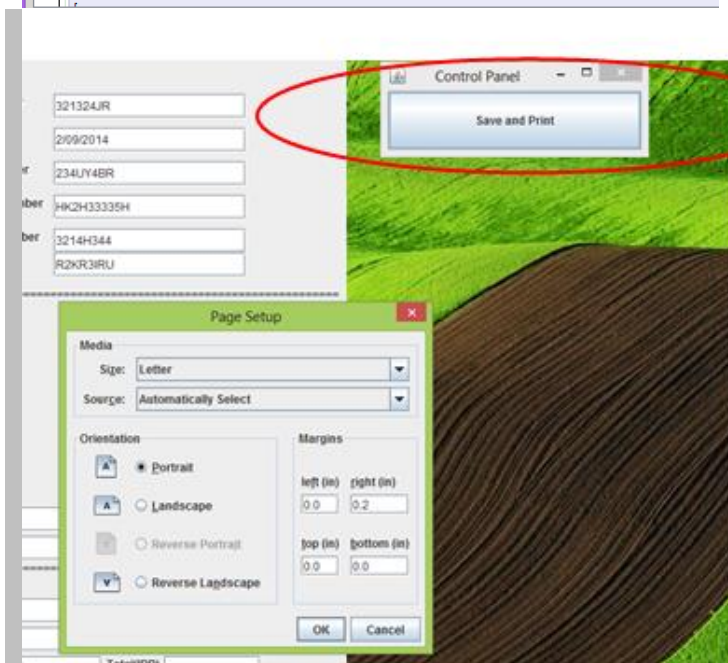 Control Panel
Save and Print
321324JR
2/09/2014
234UY4BR
HK2H33335H
3214H344
R2KR3IRU
Page Setup
Media
Size: Letter
Source: Automatically Select
Orientation
Portrait
Landscape
Reverse Portrait
Reverse Landscape
Margins
left (in) right (in)
0.0 0.2
top (in) bottom (in)
0.0 0.0
OK Cancel